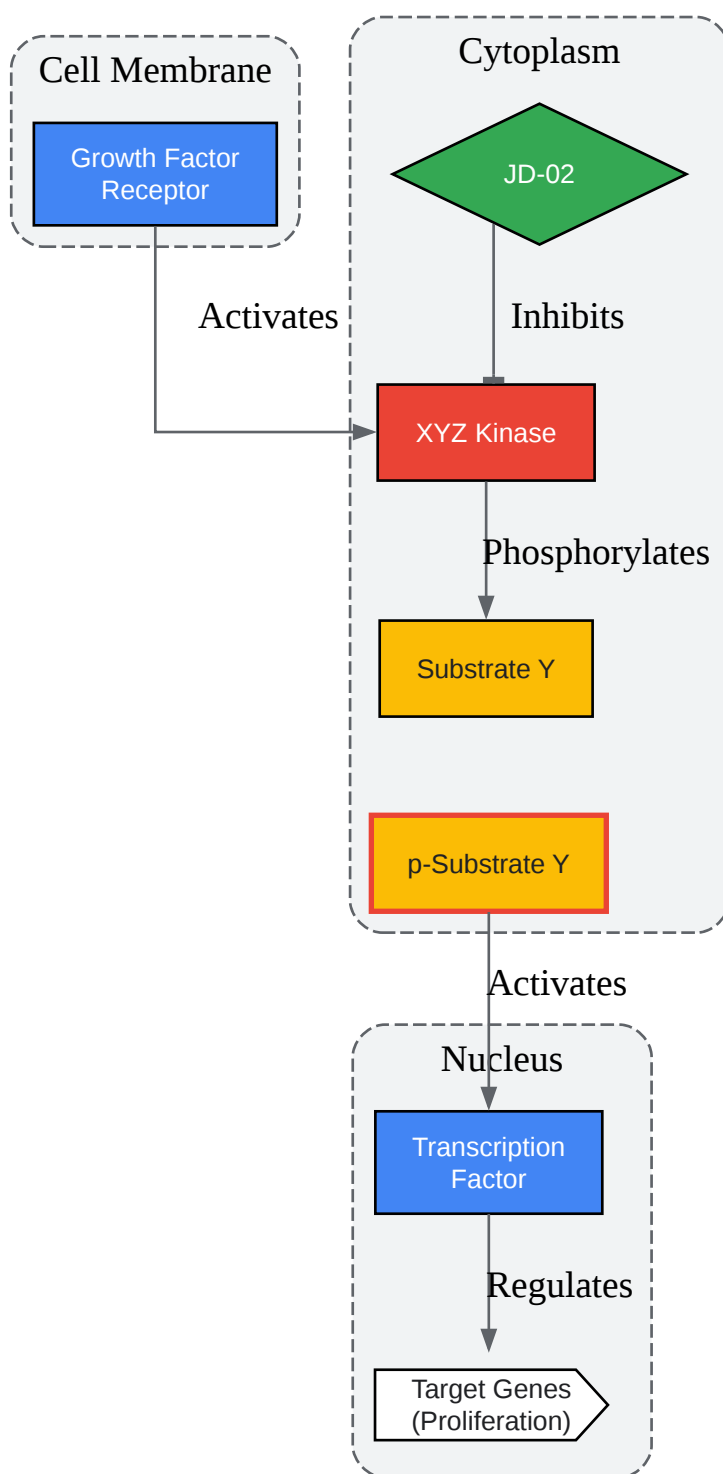 Cell Membrane
Growth Factor
Receptor
Cytoplasm
JD-02
Activates
Inhibits
XYZ Kinase
Phosphorylates
Substrate Y
p-Substrate Y
Activates
Nucleus
Transcription
Factor
Regulates
Target Genes
(Proliferation)